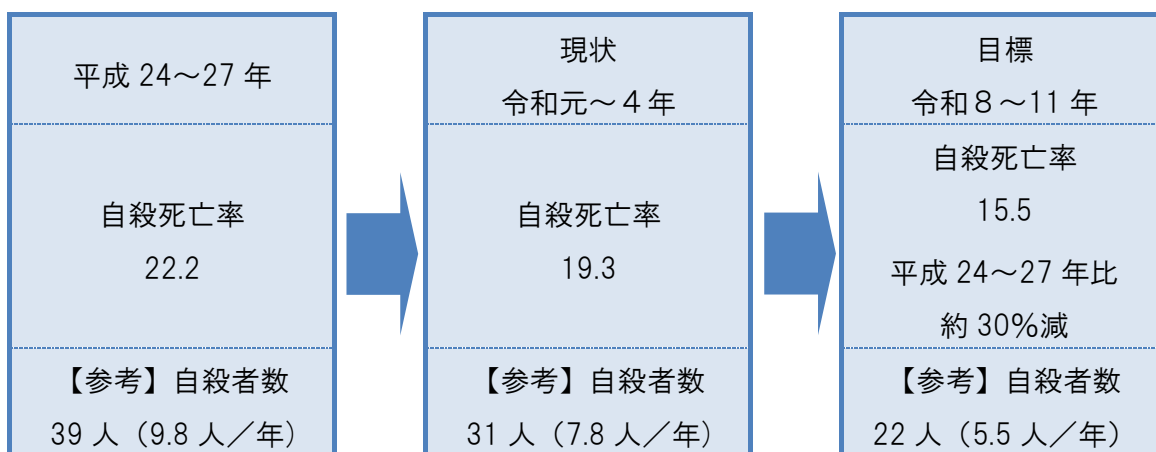 平成 24～27 年
自殺死亡率
22.2
【参考】自殺者数
39 人（9.8 人／年）
現状
令和元～４年
自殺死亡率
19.3
【参考】自殺者数
31 人（7.8 人／年）
目標
令和８～11 年
自殺死亡率
15.5
平成 24～27 年比
約 30％減
【参考】自殺者数
22 人（5.5 人／年）